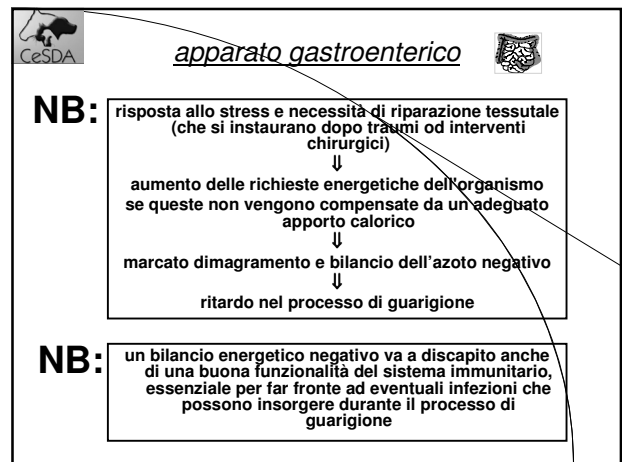 CeSDA
apparato gastroenterico
NB:
risposta allo stress e necessità di riparazione tessutale
(che si instaurano dopo traumi od interventi
chirurgici)
⇓
aumento delle richieste energetiche dell'organismo
se queste non vengono compensate da un adeguato
apporto calorico
⇓
marcato dimagramento e bilancio dell'azoto negativo
⇓
ritardo nel processo di guarigione
NB:
un bilancio energetico negativo va a discapito anche
di una buona funzionalità del sistema immunitario,
essenziale per far fronte ad eventuali infezioni che
possono insorgere durante il processo di
guarigione